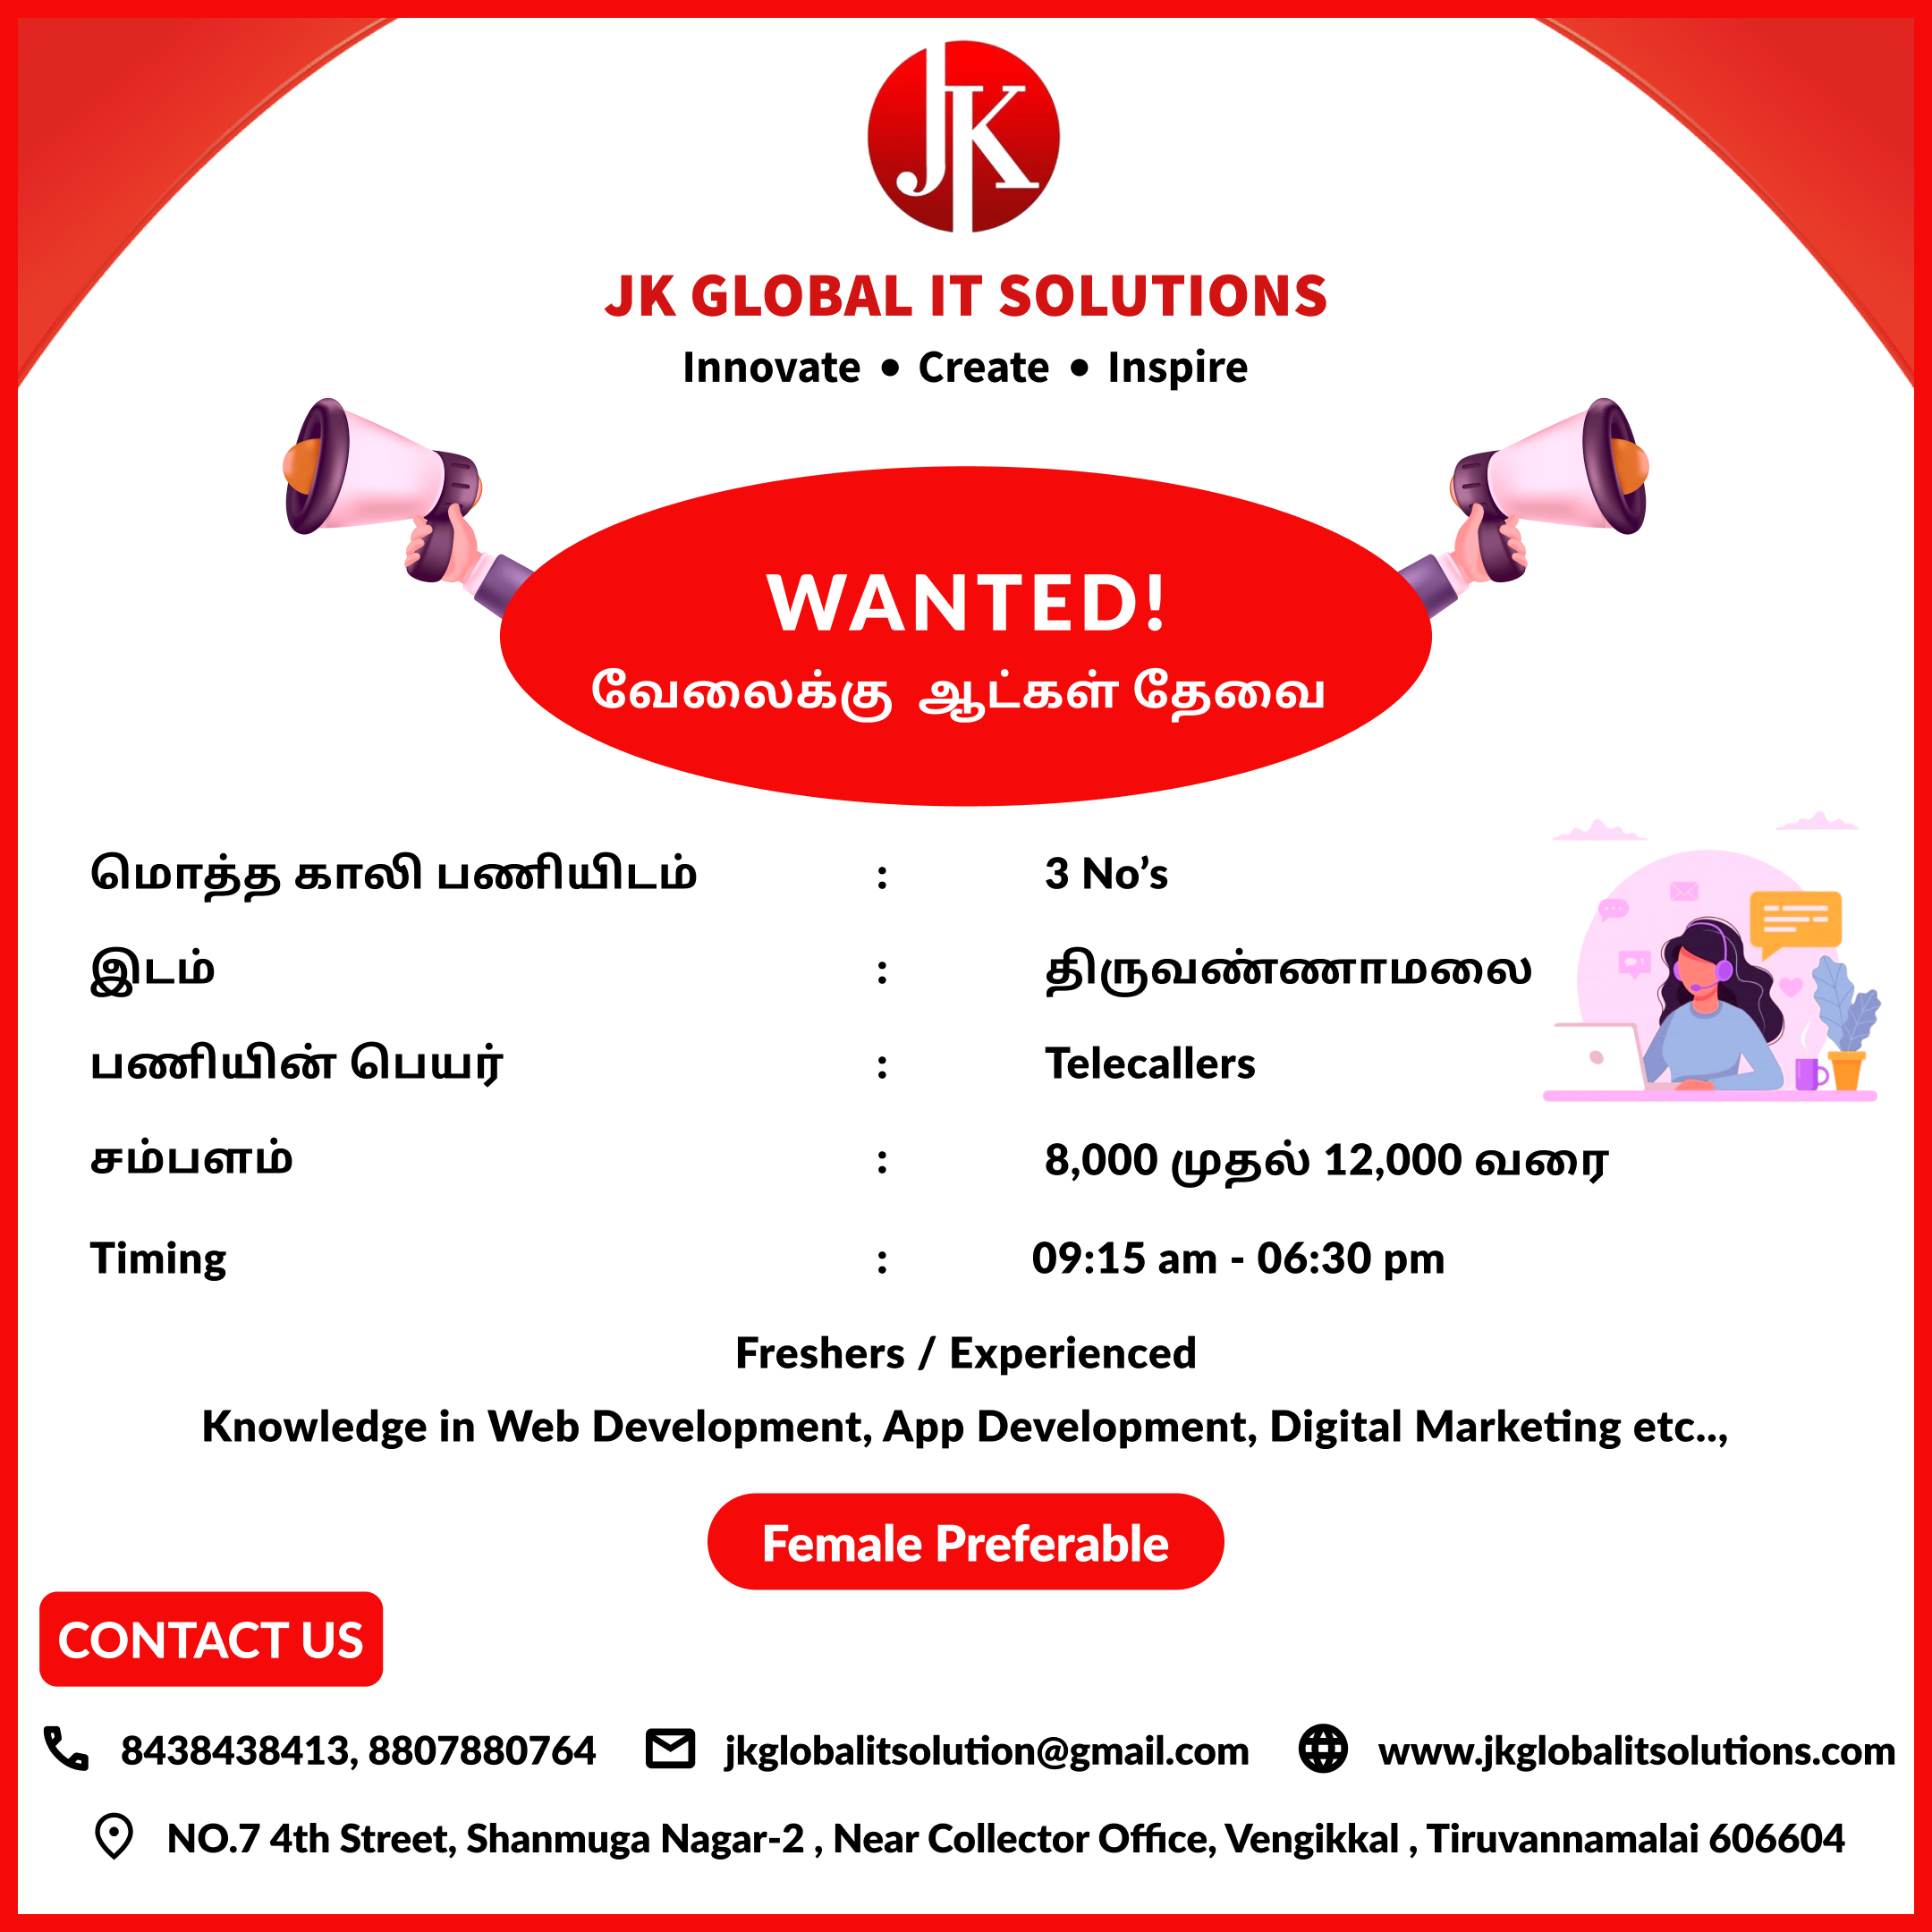 JK
JK GLOBAL IT SOLUTIONS
Innovate • Create • Inspire
WANTED!
வேலைக்கு ஆட்கள் தேவை
மொத்த காலி பணியிடம் : 3 No’s
இடம் : திருவண்ணாமலை
பணியின் பெயர் : Telecallers
சம்பளம் : 8,000 முதல் 12,000 வரை
Timing : 09:15 am - 06:30 pm
Freshers / Experienced
Knowledge in Web Development, App Development, Digital Marketing etc..,
Female Preferable
CONTACT US
8438438413, 8807880764 jkglobalitsolution@gmail.com www.jkglobalitsolutions.com
NO.7 4th Street, Shanmuga Nagar-2 , Near Collector Office, Vengikkal , Tiruvannamalai 606604